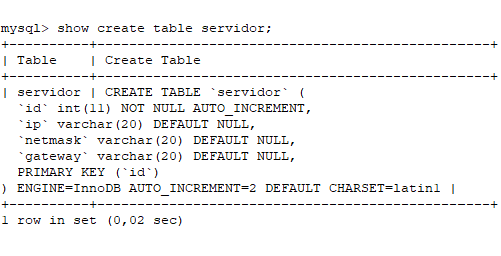 mysql> show create table servidor;
+----------+--------------------------------------------------+
| Table    | Create Table
+----------+--------------------------------------------------+
| servidor | CREATE TABLE `servidor` (
  `id` int(11) NOT NULL AUTO_INCREMENT,
  `ip` varchar(20) DEFAULT NULL,
  `netmask` varchar(20) DEFAULT NULL,
  `gateway` varchar(20) DEFAULT NULL,
  PRIMARY KEY (`id`)
) ENGINE=InnoDB AUTO_INCREMENT=2 DEFAULT CHARSET=latin1 |
+----------+--------------------------------------------------+
1 row in set (0,02 sec)